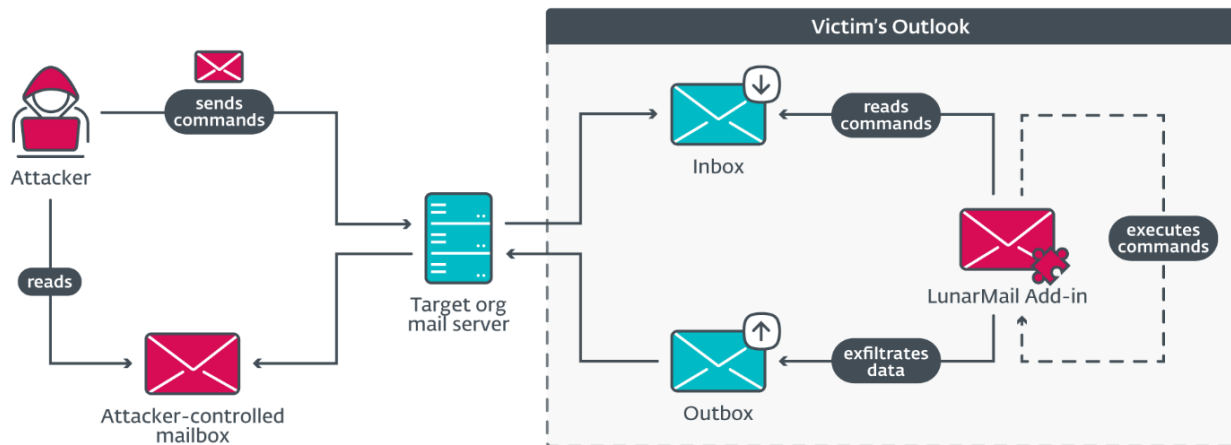 Victim's Outlook
sends
commands
Attacker
reads
Attacker-controlled
mailbox
Target org
mail server
Inbox
reads
commands
LunarMail Add-in
executes
commands
Outbox
exfiltrates
data